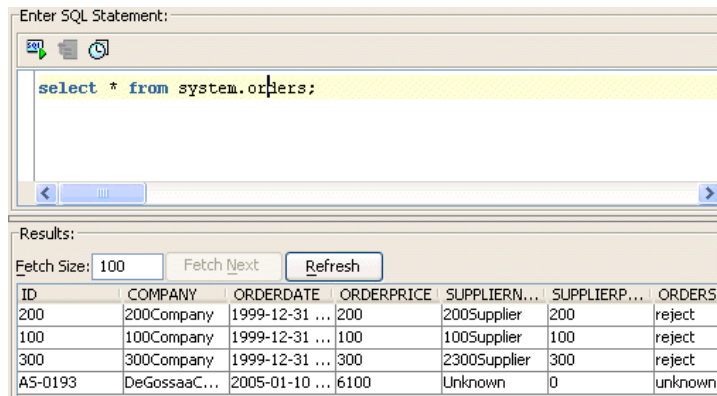 Enter SQL Statement:
SQL
select * from system.orders;
Results:
Fetch Size: 100 Fetch Next Refresh
ID COMPANY ORDERDATE ORDERPRICE SUPPLIERN... SUPPLIERP... ORDERS
200 200Company 1999-12-31 ... 200 200Supplier 200 reject
100 100Company 1999-12-31 ... 100 100Supplier 100 reject
300 300Company 1999-12-31 ... 300 2300Supplier 300 reject
AS-0193 DeGossaaC... 2005-01-10 ... 6100 Unknown 0 unknown